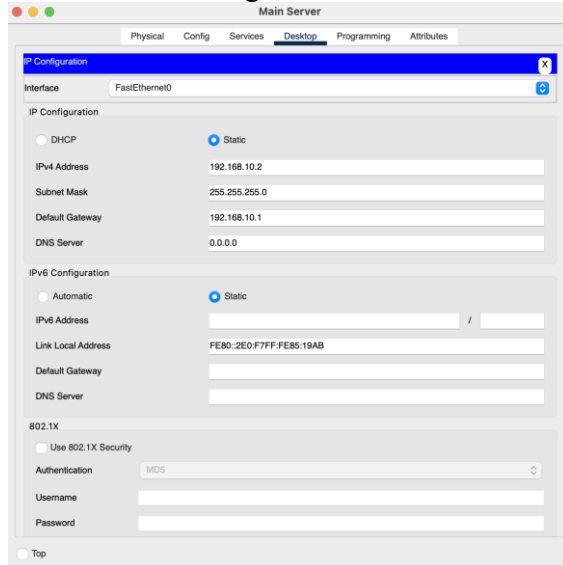 Main Server
Physical Config Services Desktop Programming Attributes
IP Configuration X
Interface FastEthernet0
IP Configuration
DHCP Static
IPv4 Address 192.168.10.2
Subnet Mask 255.255.255.0
Default Gateway 192.168.10.1
DNS Server 0.0.0.0
IPv6 Configuration
Automatic Static
IPv6 Address /
Link Local Address FE80::2E0:F7FF:FE85:19AB
Default Gateway
DNS Server
802.1X
Use 802.1X Security
Authentication MD5
Username
Password
Top